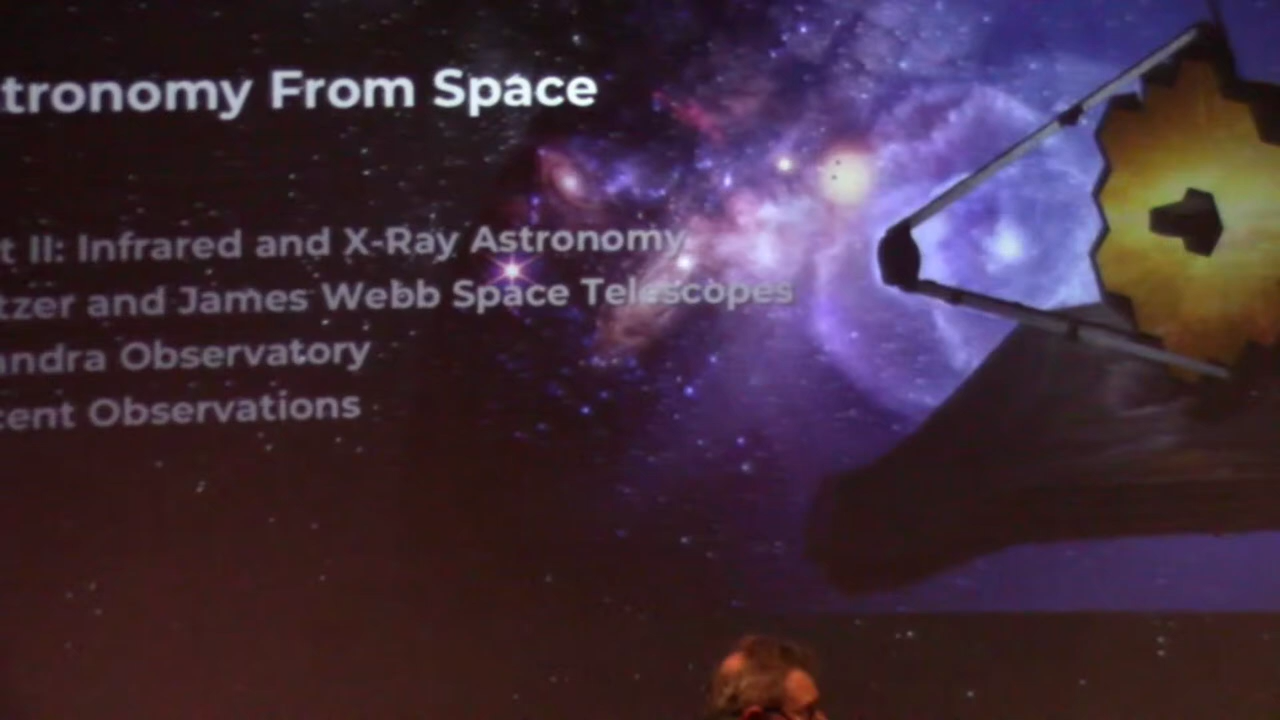 tronomy From Space
t II: Infrared and X-Ray Astronomy
tzer and James Webb Space Telescopes
andra Observatory
cent Observations